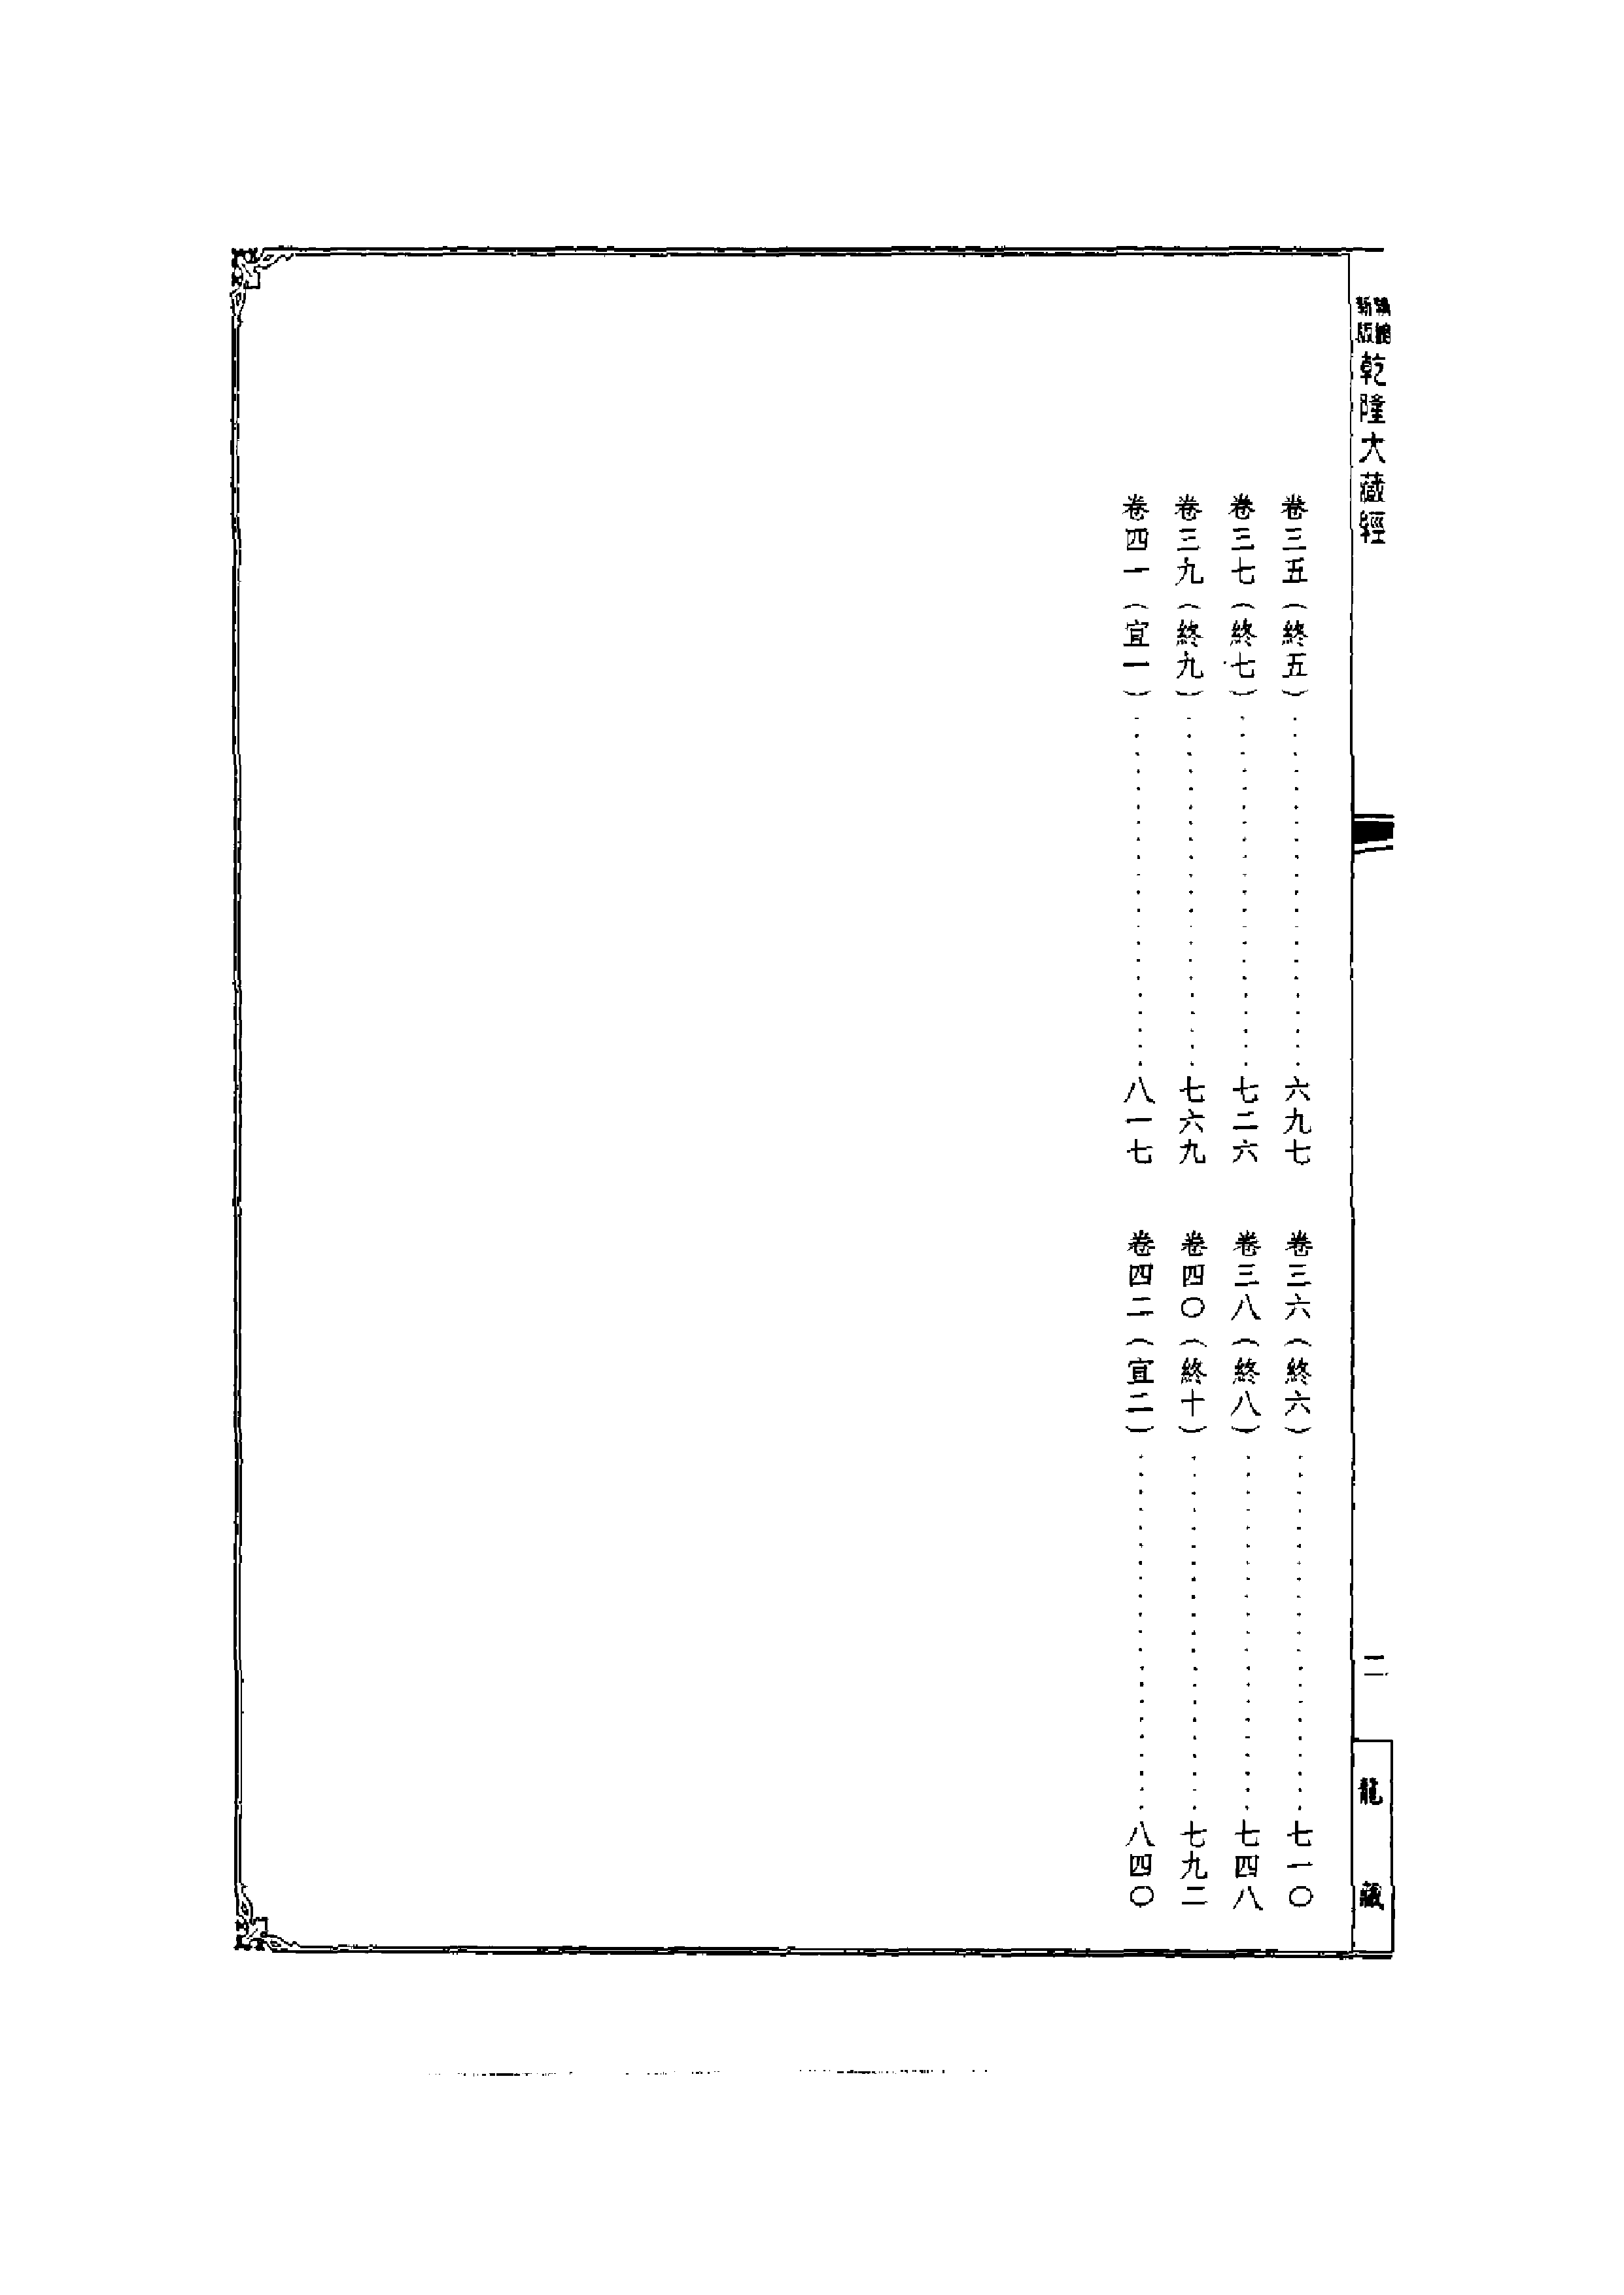 新版乾隆大藏經
卷三五（終五）····················六九七
卷三六（終六）····················七一〇
卷三七（終七）····················七二六
卷三八（終八）····················七四八
卷三九（終九）····················七六九
卷四〇（終十）····················七九二
卷四一（宜一）····················八一七
卷四二（宜二）····················八四〇
二
龍藏